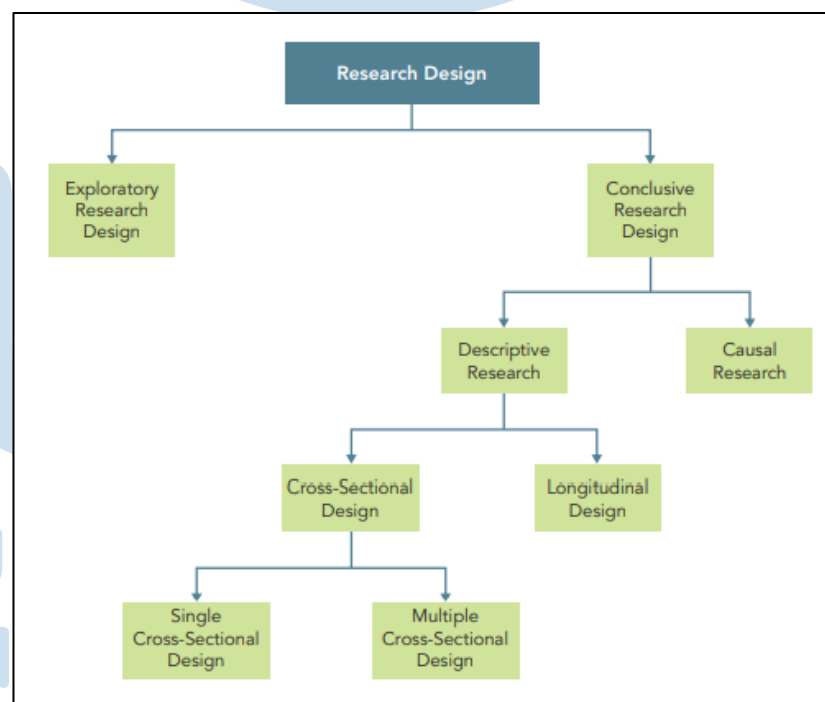 Research Design
Exploratory
Research
Design
Conclusive
Research
Design
Descriptive
Research
Causal
Research
Cross-Sectional
Design
Longitudinal
Design
Single
Cross-Sectional
Design
Multiple
Cross-Sectional
Design